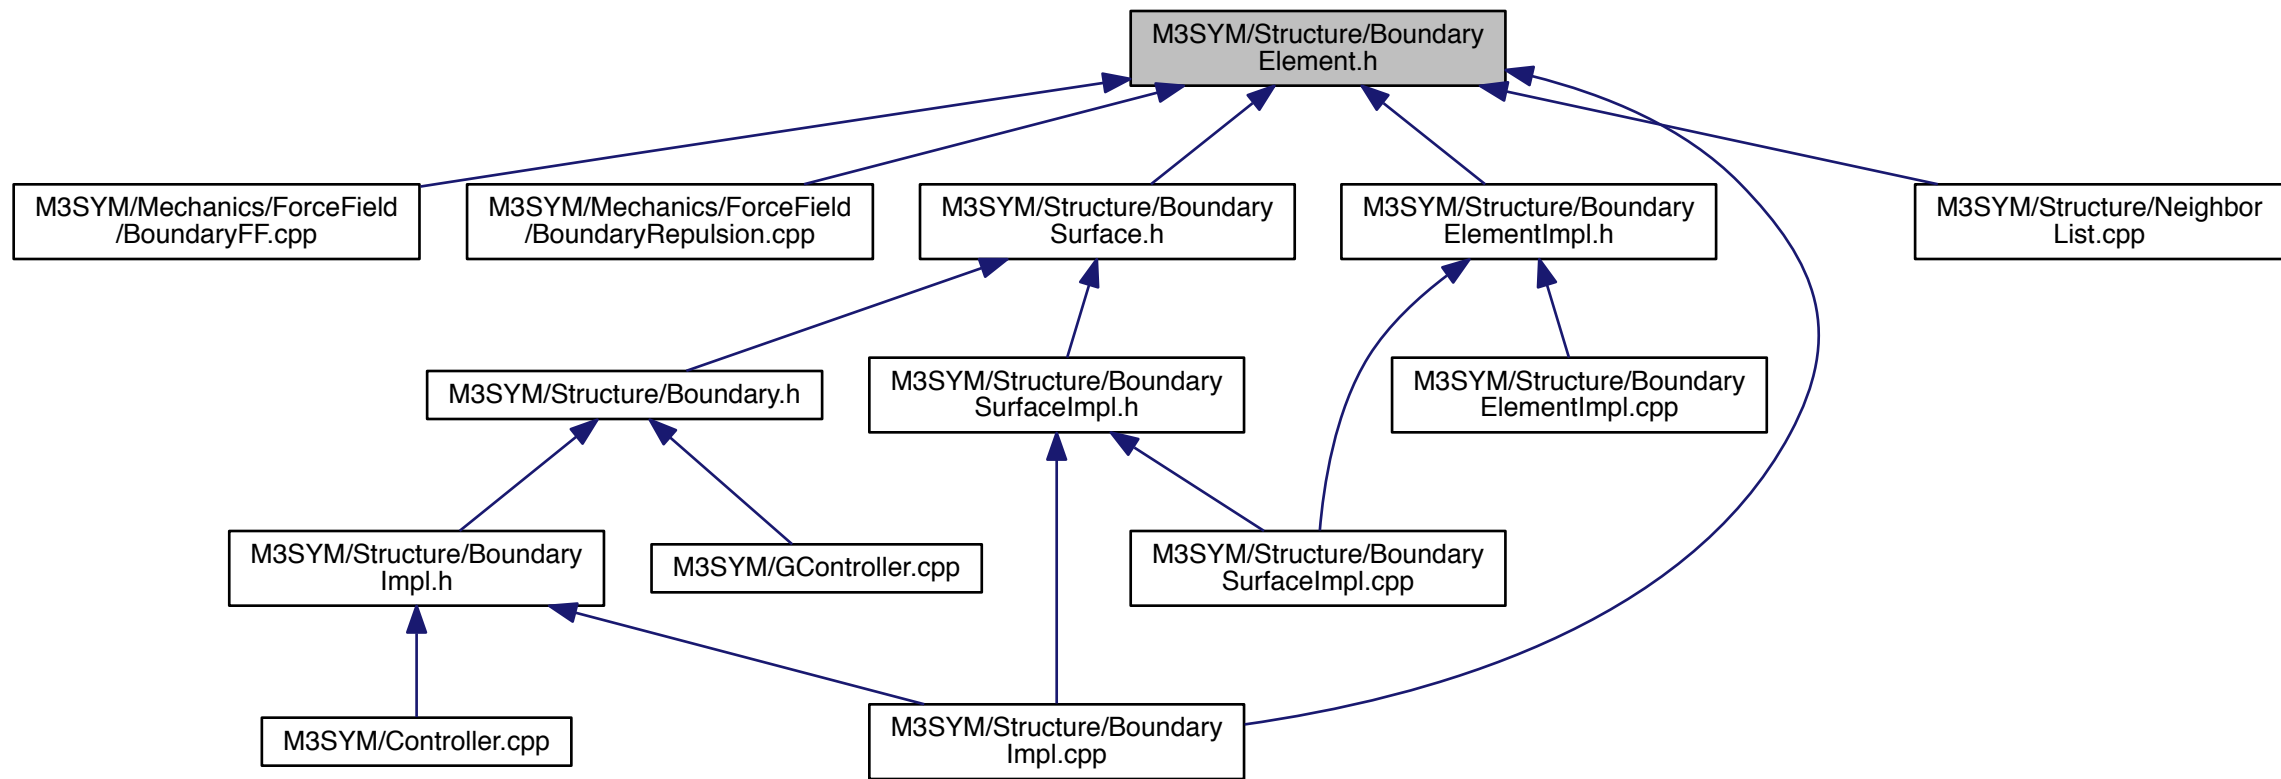 M3SYM/Structure/Boundary
Element.h
M3SYM/Mechanics/ForceField
/BoundaryFF.cpp
M3SYM/Mechanics/ForceField
/BoundaryRepulsion.cpp
M3SYM/Structure/Boundary
Surface.h
M3SYM/Structure/Boundary
ElementImpl.h
M3SYM/Structure/Neighbor
List.cpp
M3SYM/Structure/Boundary.h
M3SYM/Structure/Boundary
SurfaceImpl.h
M3SYM/Structure/Boundary
ElementImpl.cpp
M3SYM/Structure/Boundary
Impl.h
M3SYM/GController.cpp
M3SYM/Structure/Boundary
SurfaceImpl.cpp
M3SYM/Controller.cpp
M3SYM/Structure/Boundary
Impl.cpp